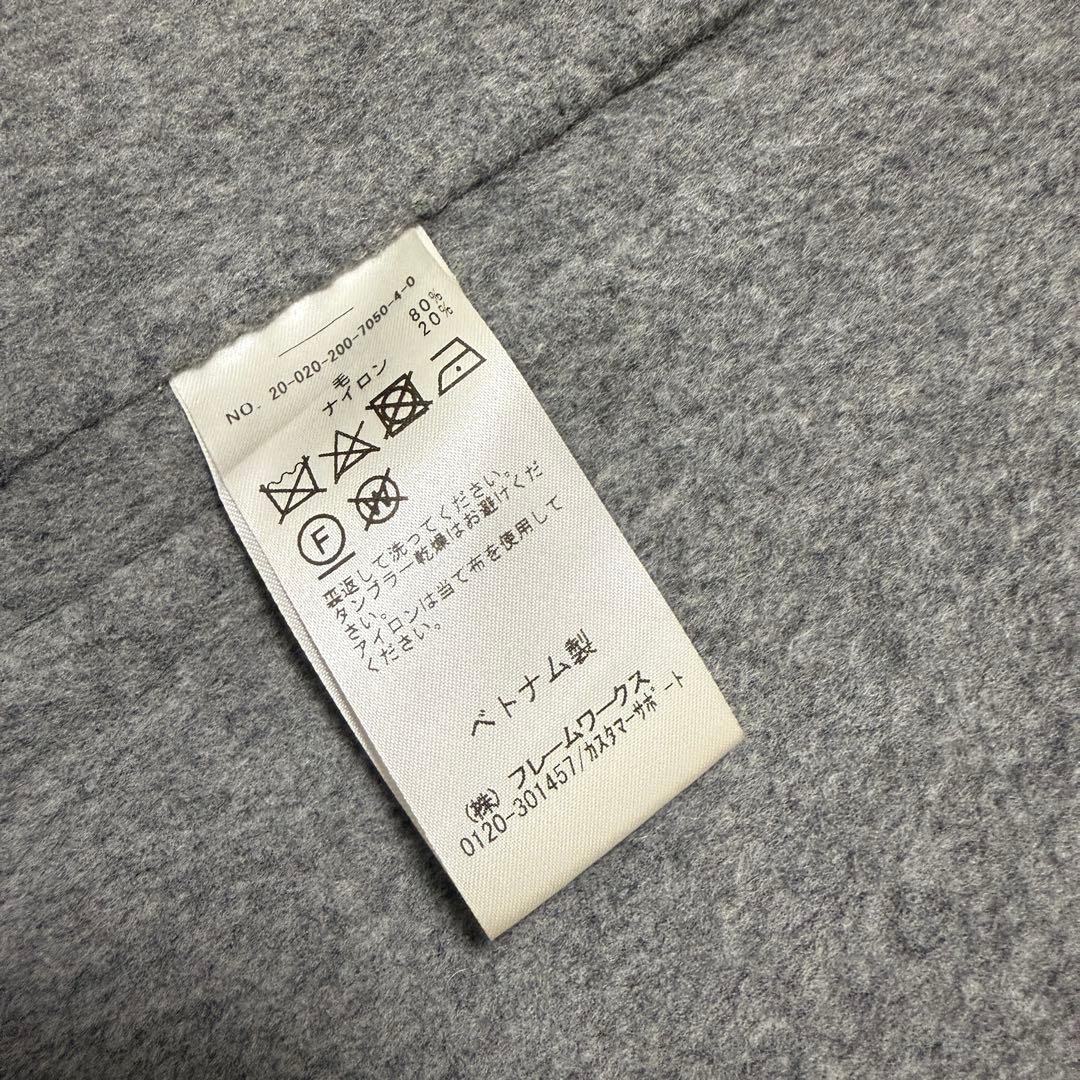 NO. 20-020-200-7050-4-0
毛 80%
ナイロン 20%
F W
裏返して洗ってください。
タンブラー乾燥はお避けくだ
さい。
アイロンは当て布を使用して
ください。
ベトナム製
(株) フレームワークス
0120-301457/カスタマーサポート